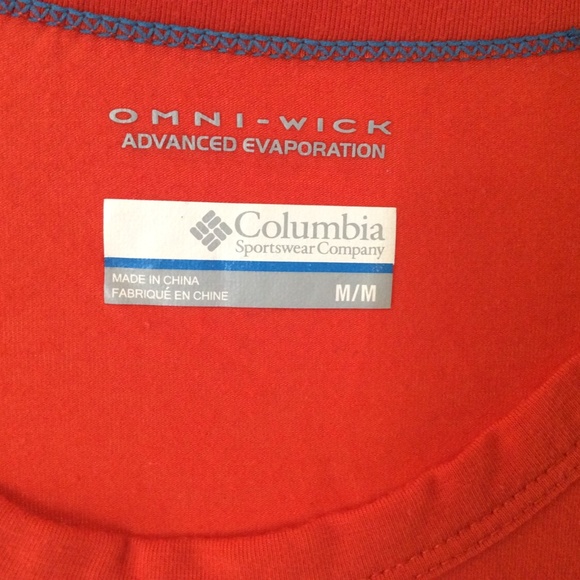 OMNI-WICK
ADVANCED EVAPORATION
Columbia
Sportswear Company
MADE IN CHINA
FABRIQUÉ EN CHINE
M/M